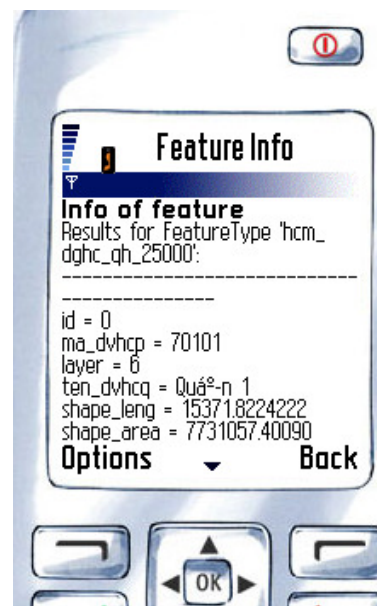 Feature Info
Info of feature
Results for FeatureType 'hcm_
dghc_qh_25000':
-----------------------------
---------------
id = 0
ma_dvhcp = 70101
layer = 6
ten_dvhcq = Quáº-n 1
shape_leng = 15371.8224222
shape_area = 7731057.40090
Options
Back
OK